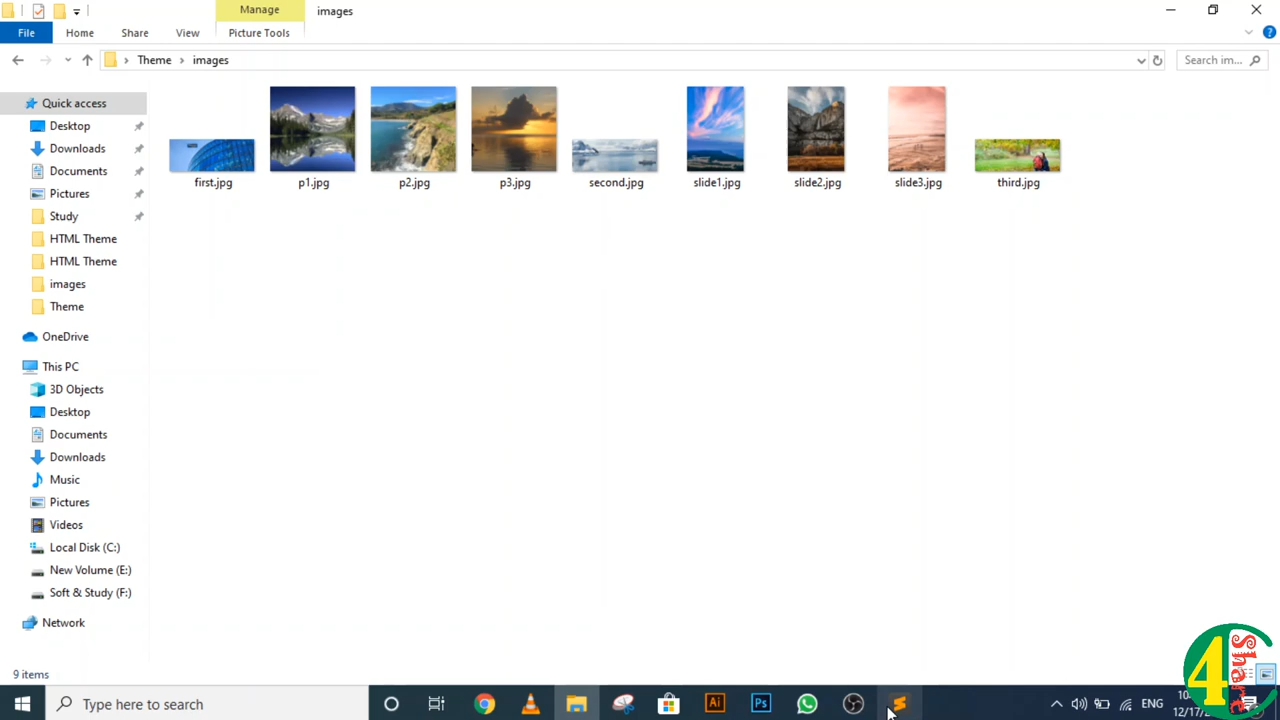 Manage
images
File
Home
Share
View
Picture Tools
Theme
images
Search im...
Quick access
Desktop
Downloads
Documents
Pictures
Study
HTML Theme
HTML Theme
images
Theme
OneDrive
This PC
3D Objects
Desktop
Documents
Downloads
Music
Pictures
Videos
Local Disk (C:)
New Volume (E:)
Soft & Study (F:)
Network
first.jpg
p1.jpg
p2.jpg
p3.jpg
second.jpg
slide1.jpg
slide2.jpg
slide3.jpg
third.jpg
9 items
Type here to search
Ai
Ps
ENG
4
Share